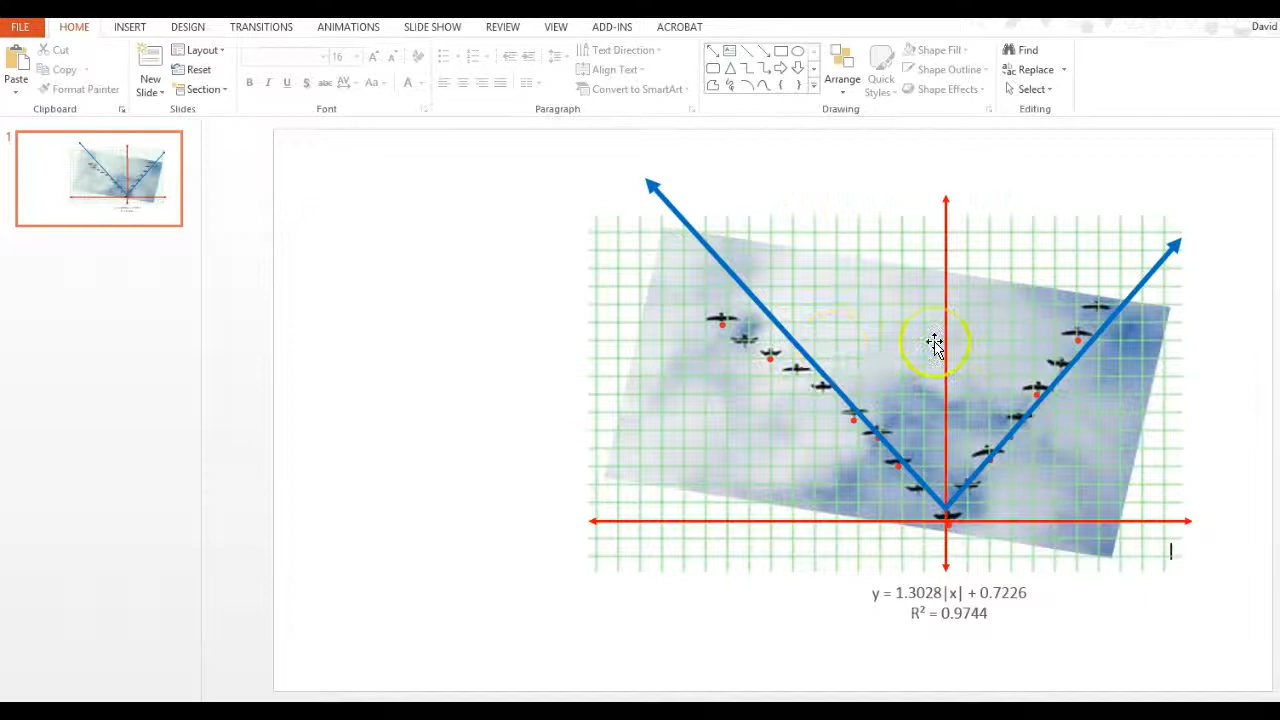 FILE HOME INSERT DESIGN TRANSITIONS ANIMATIONS SLIDE SHOW REVIEW VIEW ADD-INS ACROBAT David
Cut
Copy
Format Painter
Paste
Clipboard
New
Slide
Layout
Reset
Section
Slides
16
B I U S abc AV Aa A
Font
Text Direction
Align Text
Convert to SmartArt
Paragraph
Arrange
Quick
Styles
Shape Fill
Shape Outline
Shape Effects
Drawing
Find
Replace
Select
Editing
1
y = 1.3028|x| + 0.7226
R² = 0.9744